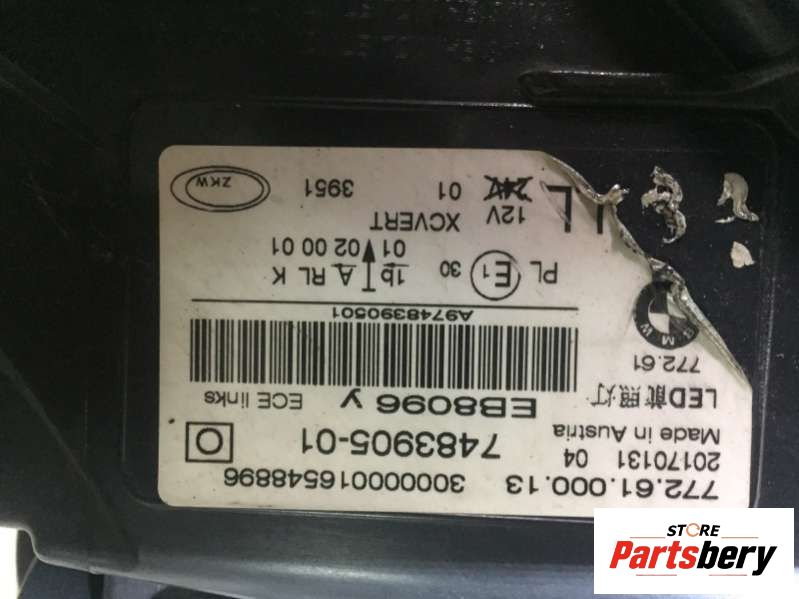 772.61.000.13
300000016548896
20170131 04
7483905-01
Made in Austria
LED前照灯
EB8096 y
ECE links
772.61
BMW
A9748390501
PL E1 30 1b A RL K
01 02 00 01
XCVERT
12V 24V 01 3951
LL
ZKW
STORE
Partsbery